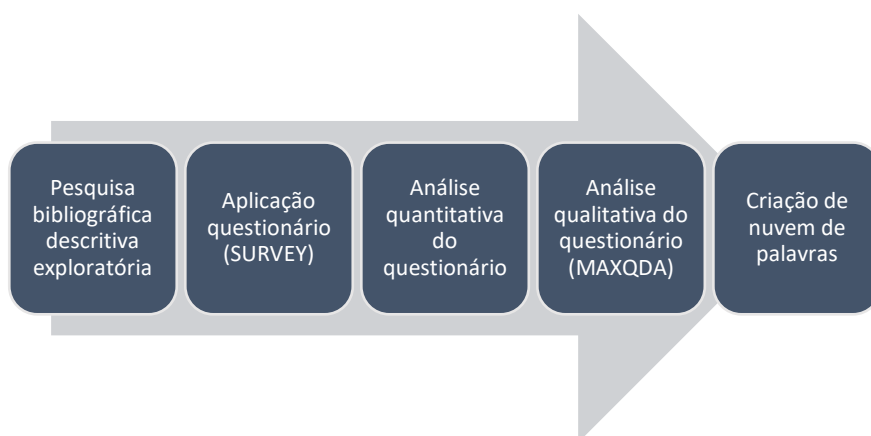 Pesquisa
bibliográfica
descritiva
exploratória
Aplicação
questionário
(SURVEY)
Análise
quantitativa
do
questionário
Análise
qualitativa do
questionário
(MAXQDA)
Criação de
nuvem de
palavras